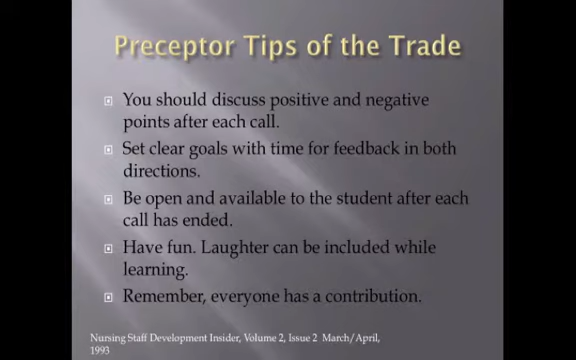 Preceptor Tips of the Trade
You should discuss positive and negative
points after each call.
Set clear goals with time for feedback in both
directions.
Be open and available to the student after each
call has ended.
Have fun. Laughter can be included while
learning.
Remember, everyone has a contribution.
Nursing Staff Development Insider, Volume 2, Issue 2 March/April,
1993